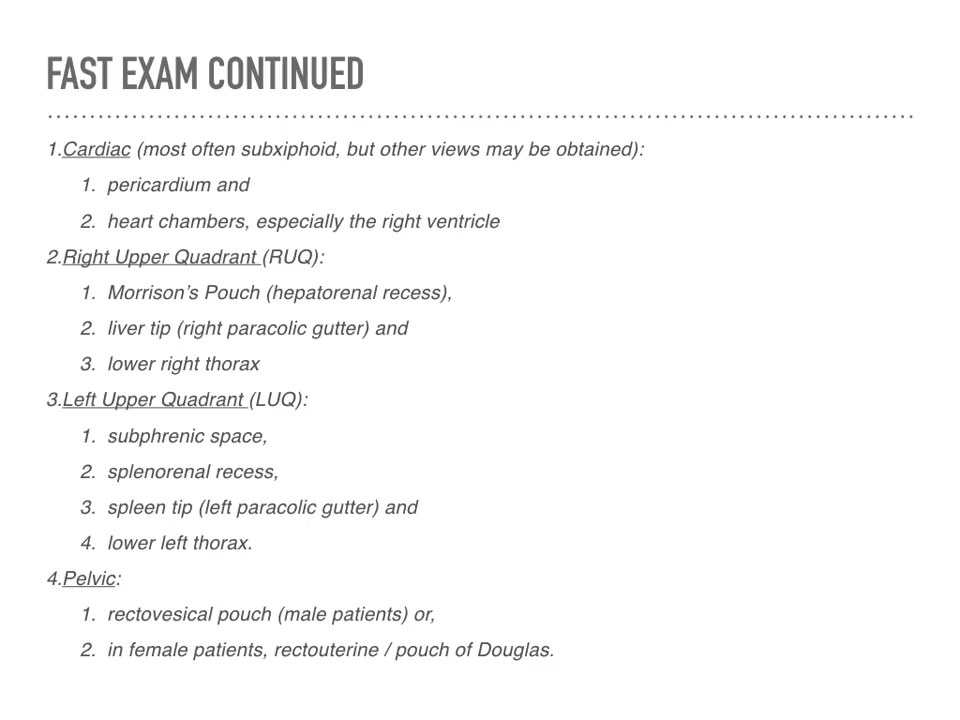 FAST EXAM CONTINUED
1.Cardiac (most often subxiphoid, but other views may be obtained):
1. pericardium and
2. heart chambers, especially the right ventricle
2.Right Upper Quadrant (RUQ):
1. Morrison’s Pouch (hepatorenal recess),
2. liver tip (right paracolic gutter) and
3. lower right thorax
3.Left Upper Quadrant (LUQ):
1. subphrenic space,
2. splenorenal recess,
3. spleen tip (left paracolic gutter) and
4. lower left thorax.
4.Pelvic:
1. rectovesical pouch (male patients) or,
2. in female patients, rectouterine / pouch of Douglas.